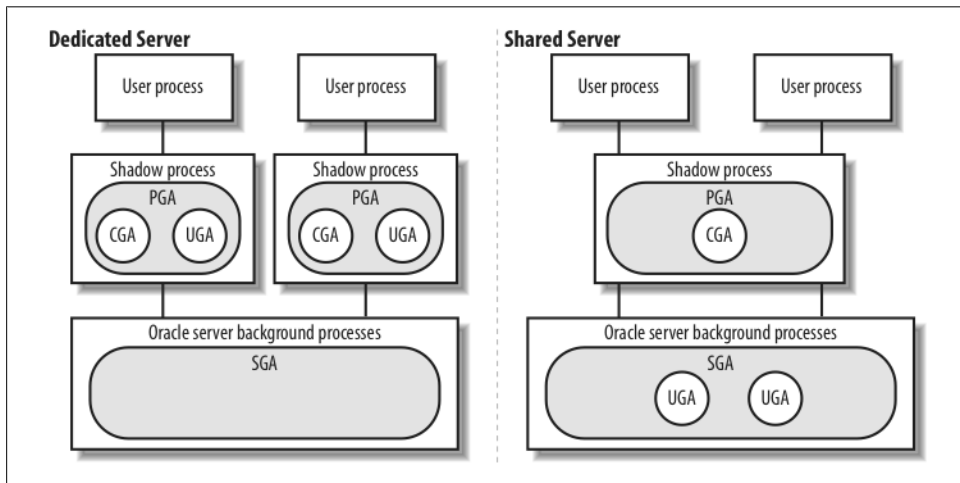 Dedicated Server
User process
User process
Shadow process
PGA
CGA
UGA
Shadow process
PGA
CGA
UGA
Oracle server background processes
SGA
Shared Server
User process
User process
Shadow process
PGA
CGA
Oracle server background processes
SGA
UGA
UGA